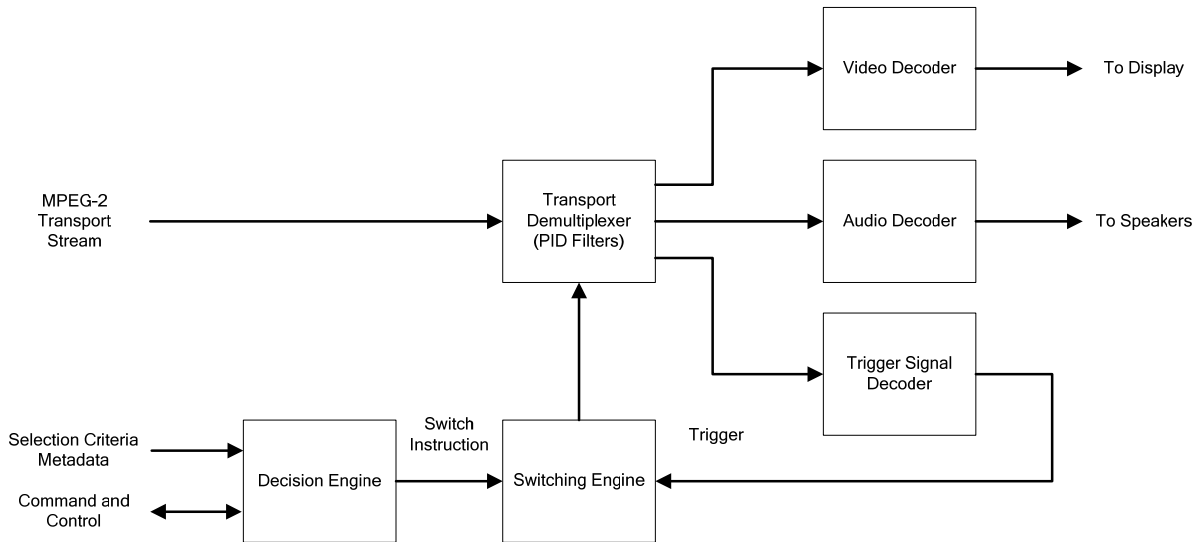 Video Decoder
To Display
MPEG-2
Transport
Stream
Transport
Demultiplexer
(PID Filters)
Audio Decoder
To Speakers
Trigger Signal
Decoder
Selection Criteria
Metadata
Command and
Control
Decision Engine
Switch
Instruction
Switching Engine
Trigger